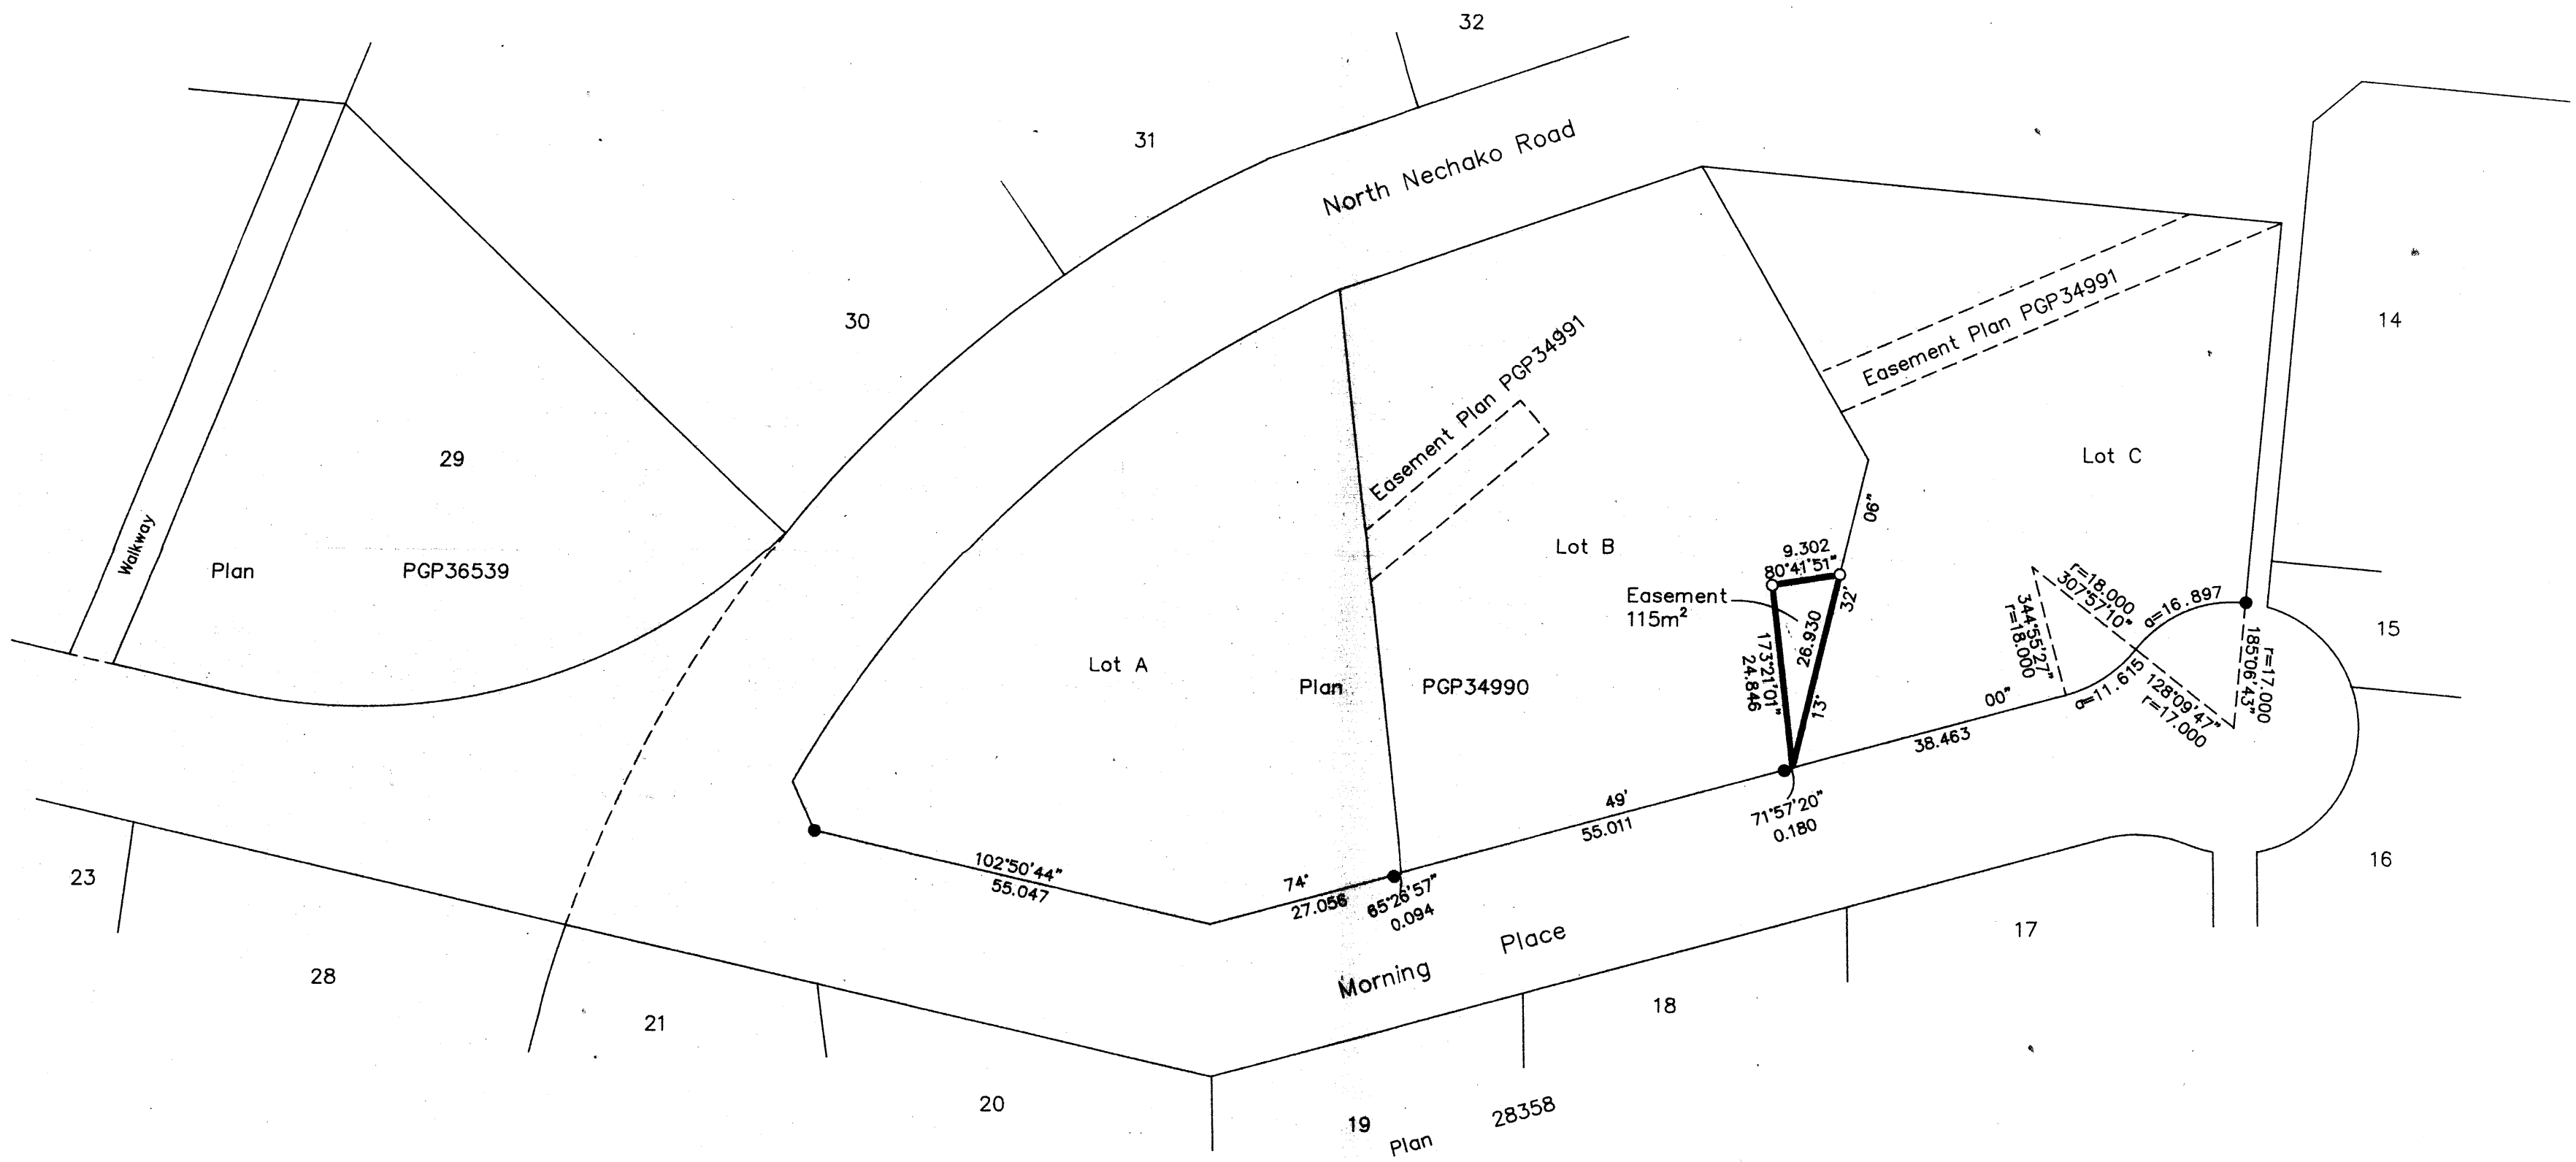 32
31
North Nechako Road
30
14
Easement Plan PGP34991
Easement Plan PGP34991
29
Lot C
06"
Walkway
Plan PGP36539
Lot B
9.302
80°41'51"
Easement
115m²
32'
26.930
173°21'01"
24.846
13°
r=18.000
307°57'10"
344°55'27"
r=18.000
a=16.897
a=11.615
128°09'47"
r=17.000
185°06'43"
r=17.000
15
Lot A
Plan PGP34990
00"
38.463
49'
55.011
71°57'20"
0.180
102°50'44"
55.047
74°
27.056
65°26'57"
0.094
16
23
17
Morning Place
28
18
21
20
19
Plan 28358